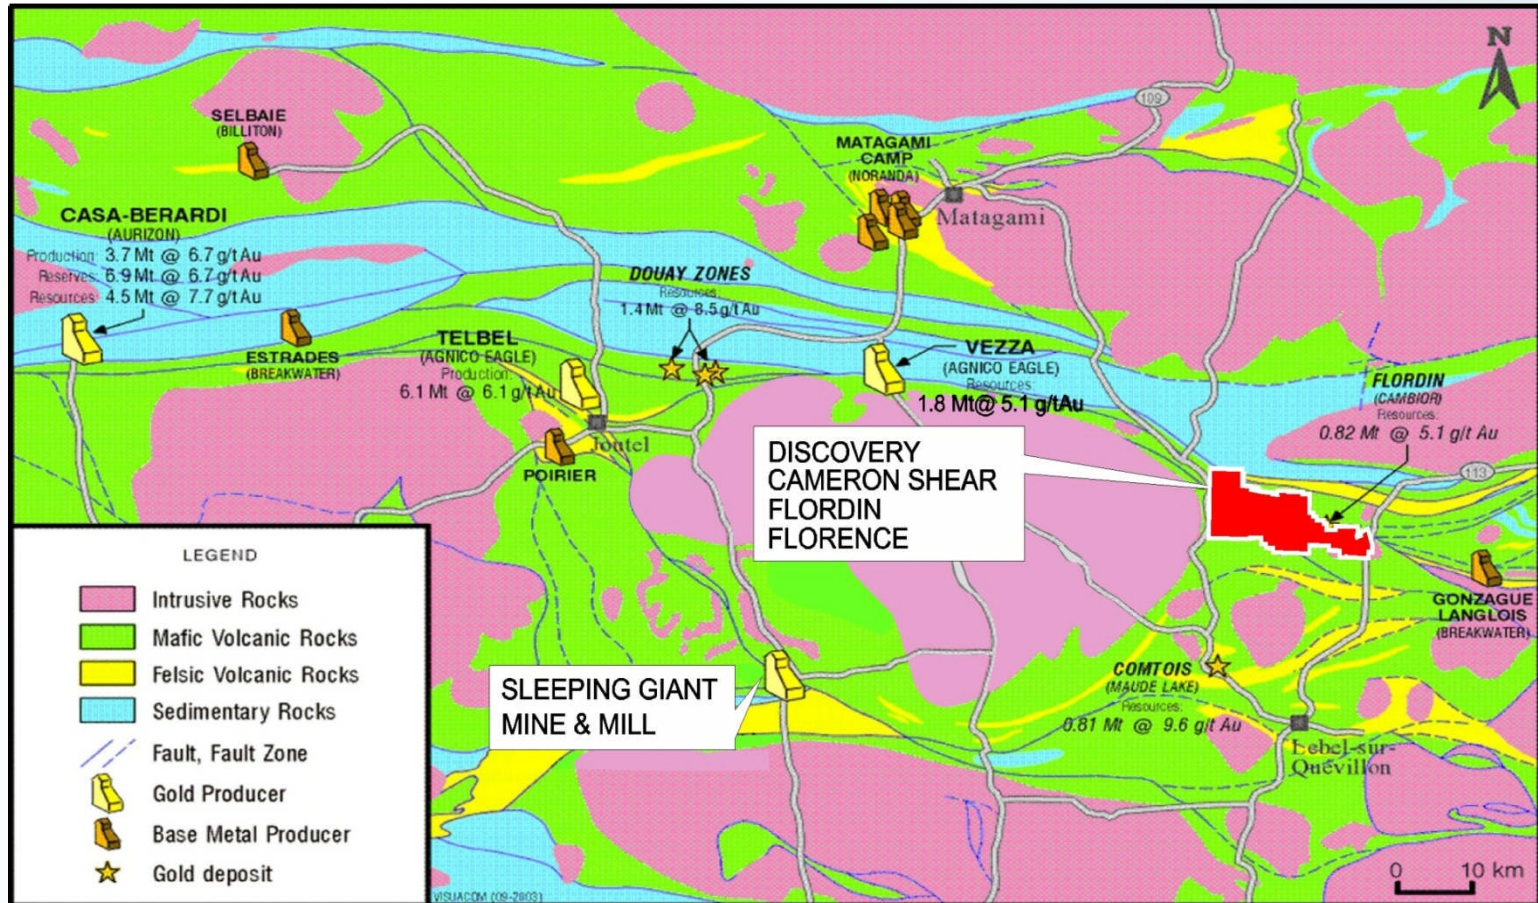 N
109
SELBAIE
(BILLITON)
MATAGAMI
CAMP
(NORANDA)
Matagami
CASA-BERARDI
(AURIZON)
Production: 3.7 Mt @ 6.7 g/t Au
Reserves: 6.9 Mt @ 6.7 g/t Au
Resources: 4.5 Mt @ 7.7 g/t Au
DOUAY ZONES
Resources:
1.4 Mt @ 8.5 g/t Au
ESTRADES
(BREAKWATER)
TELBEL
(AGNICO EAGLE)
Production:
6.1 Mt @ 6.1 g/t Au
VEZZA
(AGNICO EAGLE)
Resources:
1.8 Mt@ 5.1 g/tAu
FLORDIN
(CAMBIOR)
Resources:
0.82 Mt @ 5.1 g/t Au
Joutel
POIRIER
DISCOVERY
CAMERON SHEAR
FLORDIN
FLORENCE
113
GONZAGUE
LANGLOIS
(BREAKWATER)
SLEEPING GIANT
MINE & MILL
COMTOIS
(MAUDE LAKE)
Resources:
0.81 Mt @ 9.6 g/t Au
Lebel-sur-
Quévillon
LEGEND
Intrusive Rocks
Mafic Volcanic Rocks
Felsic Volcanic Rocks
Sedimentary Rocks
Fault, Fault Zone
Gold Producer
Base Metal Producer
Gold deposit
VISUACOM (09-2003)
0 10 km